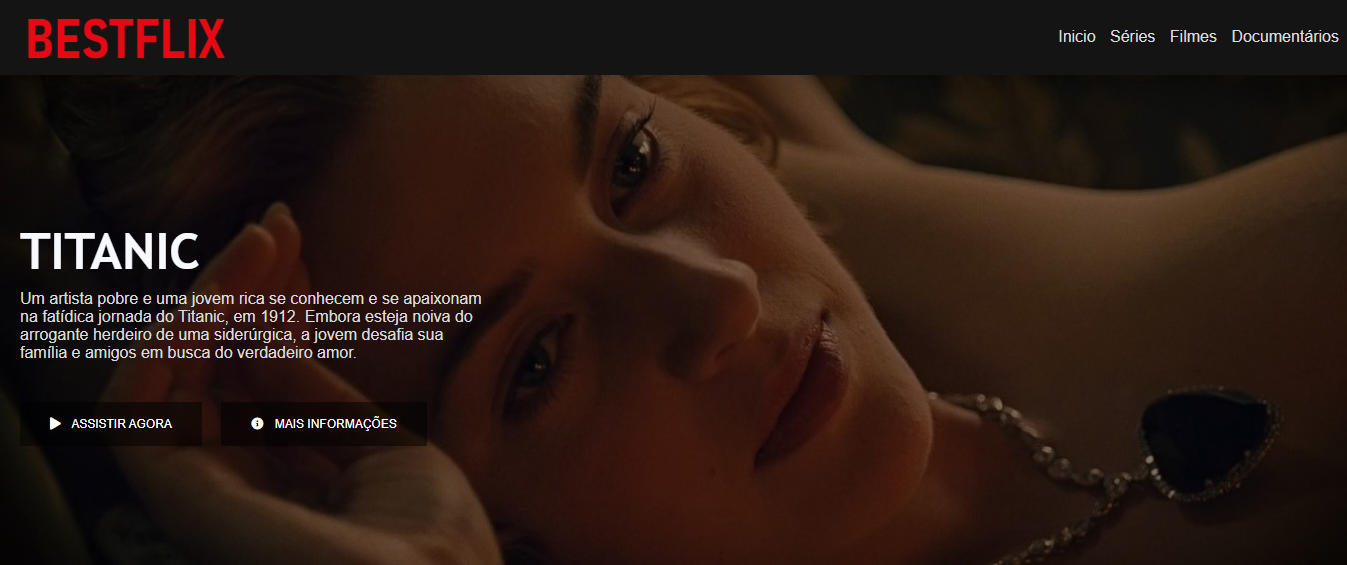 BESTFLIX
Inicio Séries Filmes Documentários
TITANIC
Um artista pobre e uma jovem rica se conhecem e se apaixonam
na fatídica jornada do Titanic, em 1912. Embora esteja noiva do
arrogante herdeiro de uma siderúrgica, a jovem desafia sua
família e amigos em busca do verdadeiro amor.
ASSISTIR AGORA
MAIS INFORMAÇÕES